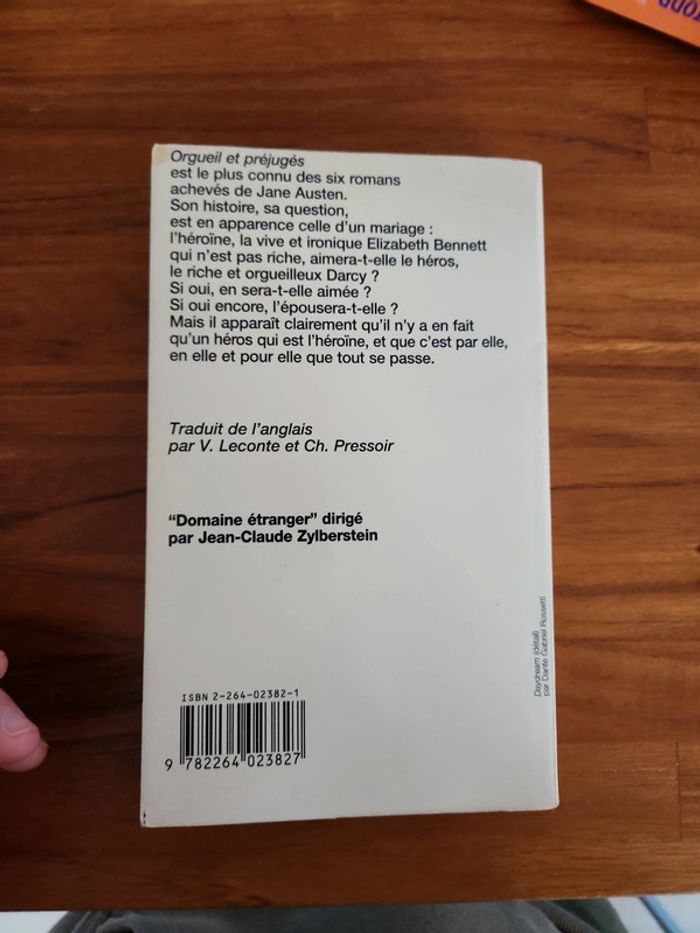 Orgueil et préjugés
est le plus connu des six romans
achevés de Jane Austen.
Son histoire, sa question,
est en apparence celle d'un mariage :
l'héroïne, la vive et ironique Elizabeth Bennett
qui n'est pas riche, aimera-t-elle le héros,
le riche et orgueilleux Darcy ?
Si oui, en sera-t-elle aimée ?
Si oui encore, l'épousera-t-elle ?
Mais il apparaît clairement qu'il n'y a en fait
qu'un héros qui est l'héroïne, et que c'est par elle,
en elle et pour elle que tout se passe.
Traduit de l'anglais
par V. Leconte et Ch. Pressoir
“Domaine étranger” dirigé
par Jean-Claude Zylberstein
Daydream (détail)
par Dante Gabriel Rossetti
ISBN 2-264-02382-1
9 782264 023827